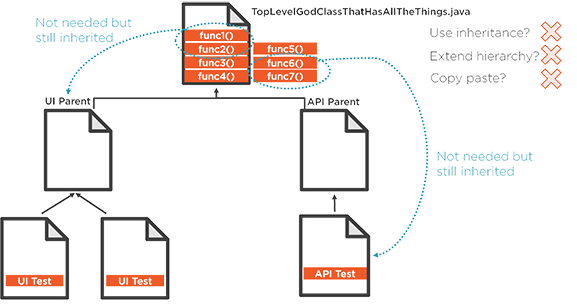 TopLevelGodClassThatHasAllTheThings.java
Not needed but
still inherited
func1()
func2()
func3()
func4()
func5()
func6()
func7()
Use inheritance?
Extend hierarchy?
Copy paste?
UI Parent
API Parent
Not needed but
still inherited
UI Test
UI Test
API Test